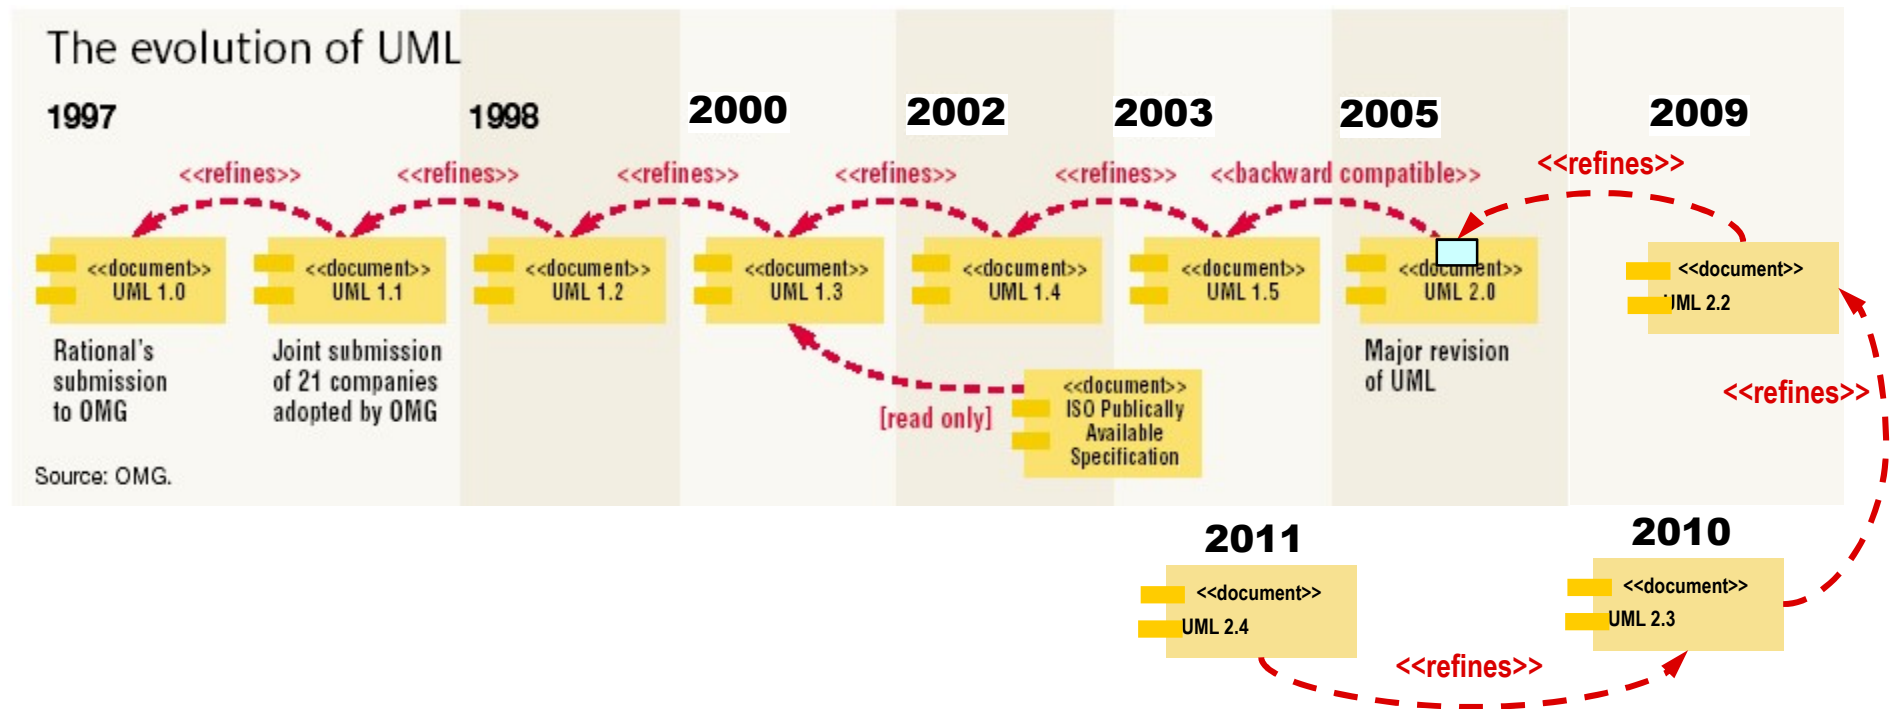 The evolution of UML
1997
1998
2000
2002
2003
2005
2009
<<refines>>
<<refines>>
<<refines>>
<<refines>>
<<refines>>
<<backward compatible>>
<<refines>>
<<document>>
UML 1.0
<<document>>
UML 1.1
<<document>>
UML 1.2
<<document>>
UML 1.3
<<document>>
UML 1.4
<<document>>
UML 1.5
<<document>>
UML 2.0
<<document>>
UML 2.2
Rational's
submission
to OMG
Joint submission
of 21 companies
adopted by OMG
[read only]
<<document>>
ISO Publically
Available
Specification
Major revision
of UML
<<refines>>
Source: OMG.
2011
<<document>>
UML 2.4
2010
<<document>>
UML 2.3
<<refines>>